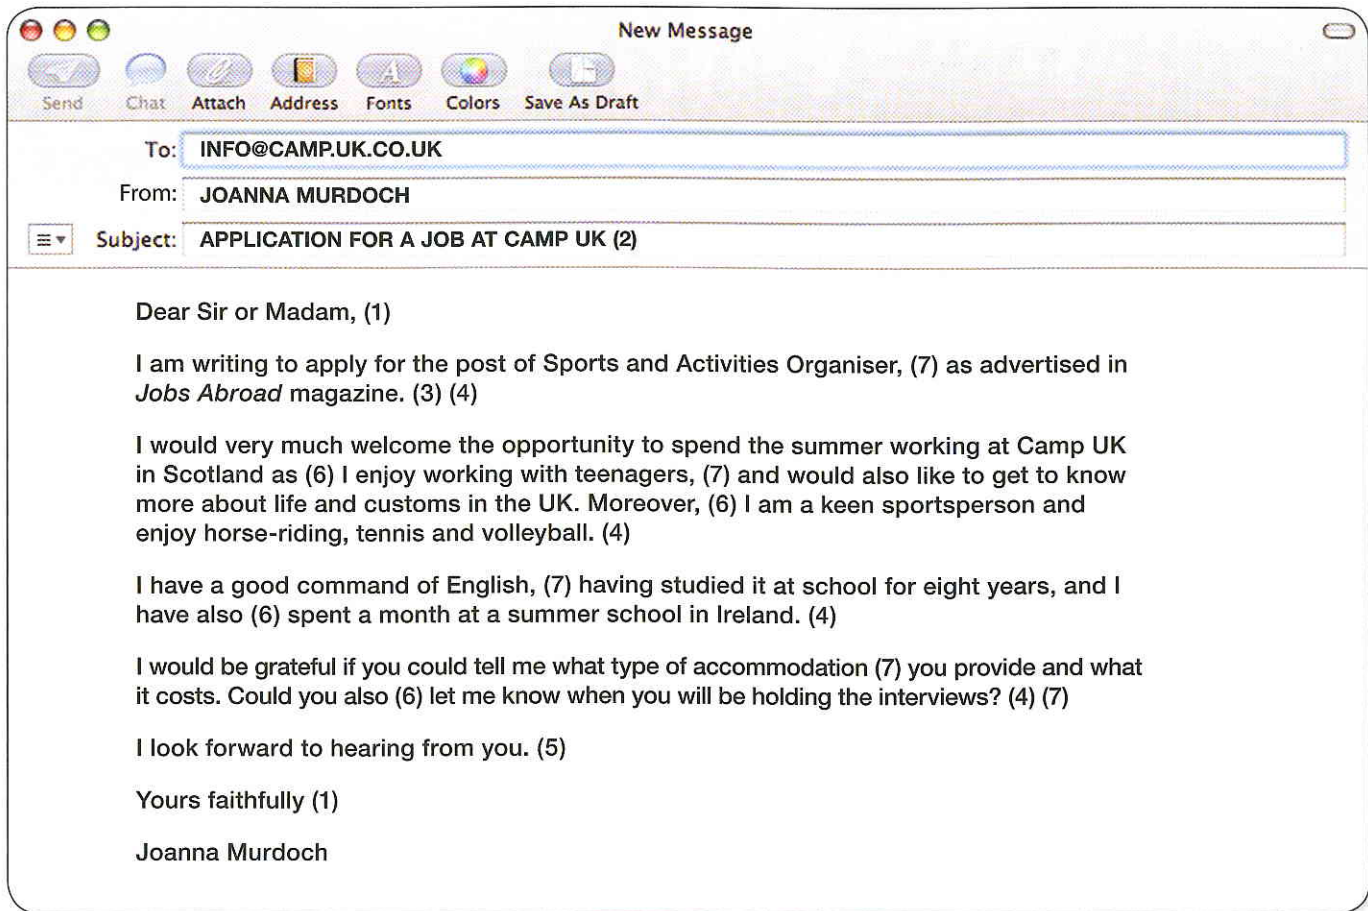 New Message
Send Chat Attach Address Fonts Colors Save As Draft
To: INFO@CAMP.UK.CO.UK
From: JOANNA MURDOCH
Subject: APPLICATION FOR A JOB AT CAMP UK (2)
Dear Sir or Madam, (1)
I am writing to apply for the post of Sports and Activities Organiser, (7) as advertised in
Jobs Abroad magazine. (3) (4)
I would very much welcome the opportunity to spend the summer working at Camp UK
in Scotland as (6) I enjoy working with teenagers, (7) and would also like to get to know
more about life and customs in the UK. Moreover, (6) I am a keen sportsperson and
enjoy horse-riding, tennis and volleyball. (4)
I have a good command of English, (7) having studied it at school for eight years, and I
have also (6) spent a month at a summer school in Ireland. (4)
I would be grateful if you could tell me what type of accommodation (7) you provide and what
it costs. Could you also (6) let me know when you will be holding the interviews? (4) (7)
I look forward to hearing from you. (5)
Yours faithfully (1)
Joanna Murdoch